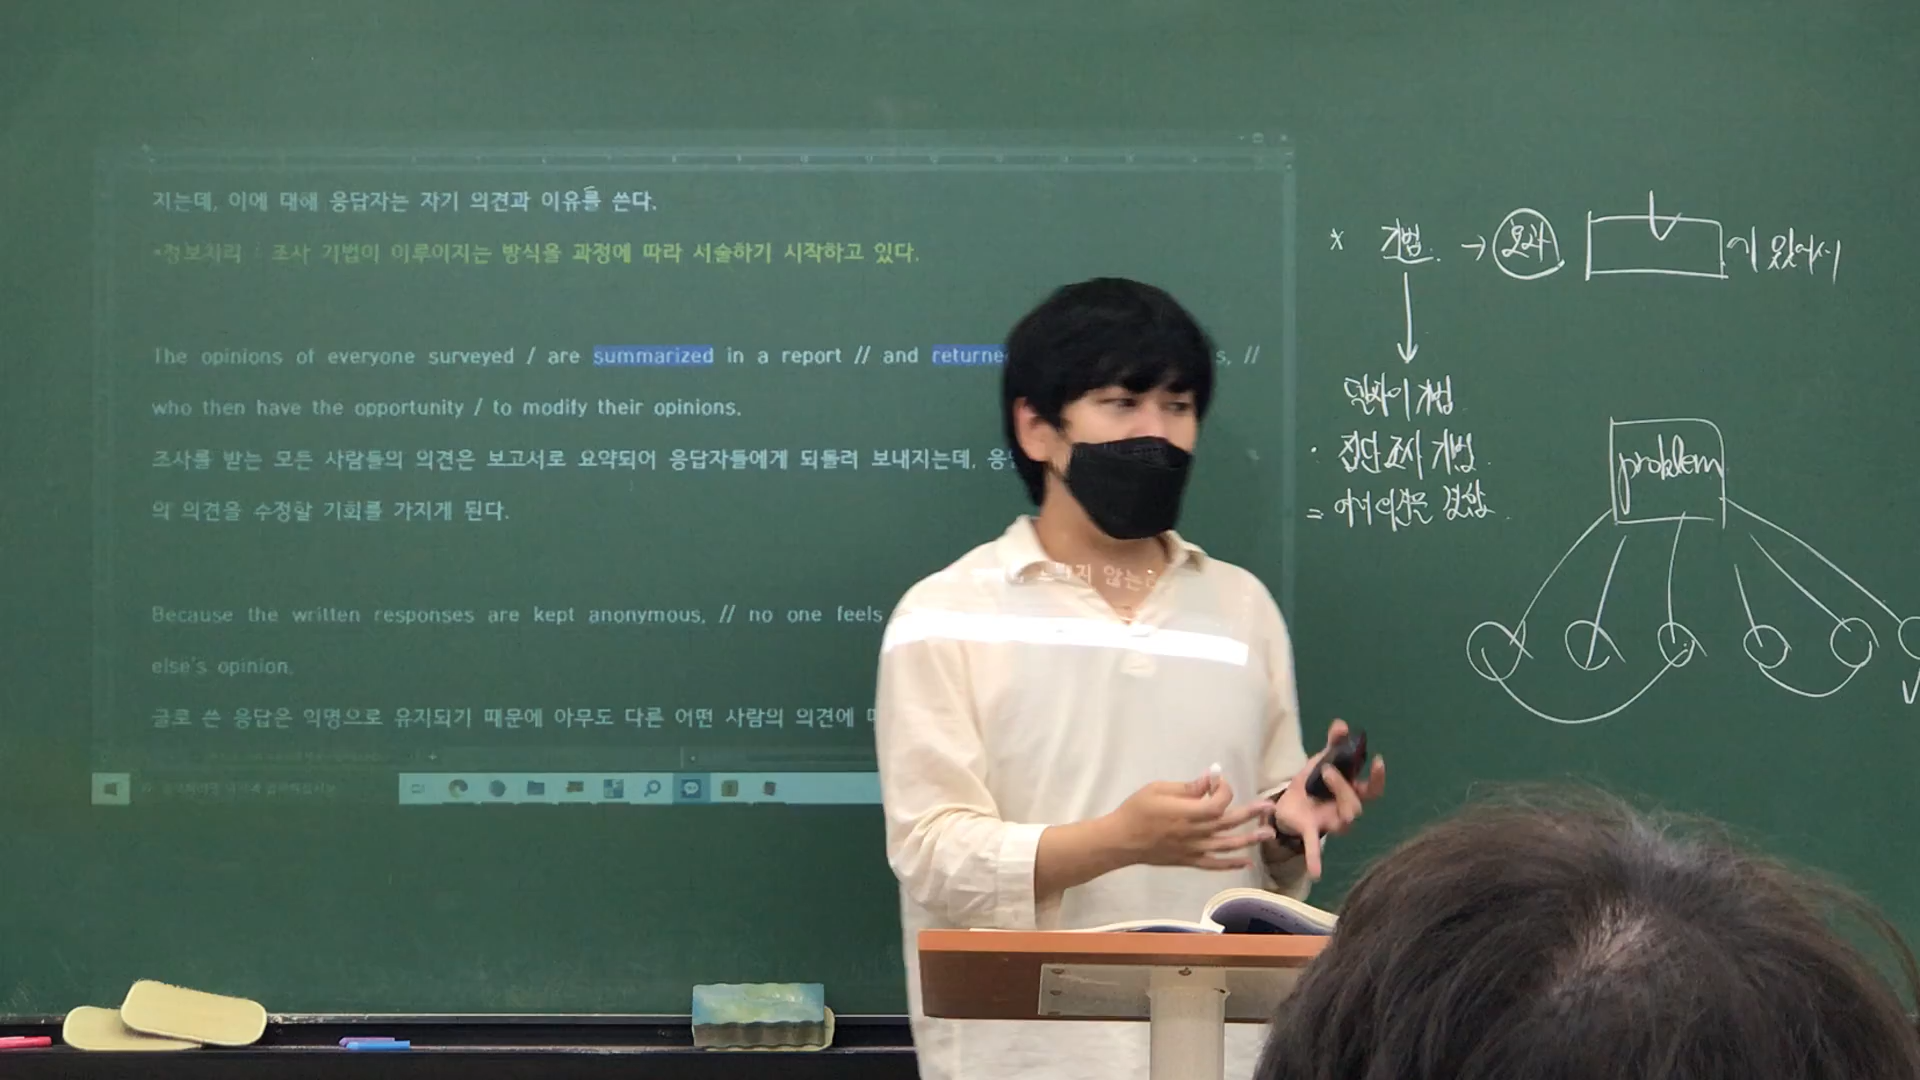 지는데, 이에 대해 응답자는 자기 의견과 이유를 쓴다.
*정보처리 : 조사 기법이 이루어지는 방식을 과정에 따라 서술하기 시작하고 있다.
The opinions of everyone surveyed / are summarized in a report // and returne s, //
who then have the opportunity / to modify their opinions.
조사를 받는 모든 사람들의 의견은 보고서로 요약되어 응답자들에게 되돌려 보내지는데, 응
의 의견을 수정할 기회를 가지게 된다.
Because the written responses are kept anonymous, // no one feels
else's opinion.
글로 쓴 응답은 익명으로 유지되기 때문에 아무도 다른 어떤 사람의 의견에
지 않는
* 기법. → 효과
델파이 기법
· 집단 조사 기법.
problem